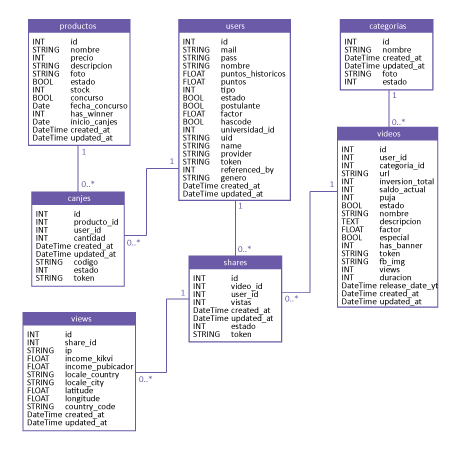 productos
INT id
STRING nombre
INT precio
STRING descripcion
STRING foto
BOOL estado
INT stock
BOOL concurso
Date fecha_concurso
INT has_winner
Date inicio_canjes
DateTime created_at
DateTime updated_at
1
0..*
canjes
INT id
INT producto_id
INT user_id
INT cantidad
DateTime created_at
DateTime updated_at
STRING codigo
INT estado
STRING token
1
0..*
users
INT id
STRING mail
STRING pass
STRING nombre
FLOAT puntos_historicos
FLOAT puntos
INT tipo
BOOL estado
BOOL postulante
FLOAT factor
BOOL hascode
INT universidad_id
STRING uid
STRING name
STRING provider
STRING token
INT referenced_by
STRING genero
DateTime created_at
DateTime updated_at
1
0..*
categorias
INT id
STRING nombre
DateTime created_at
DateTime updated_at
STRING foto
INT estado
1
0..*
videos
INT id
INT user_id
INT categoria_id
STRING url
INT inversion_total
INT saldo_actual
INT puja
BOOL estado
STRING nombre
TEXT descripcion
FLOAT factor
BOOL especial
INT has_banner
STRING token
STRING fb_img
INT views
INT duracion
DateTime release_date_yt
DateTime created_at
DateTime updated_at
1
0..*
shares
INT id
INT video_id
INT user_id
INT vistas
DateTime created_at
DateTime updated_at
INT estado
STRING token
1
0..*
views
INT id
INT share_id
STRING ip
FLOAT income_kikvi
FLOAT income_pubicador
STRING locale_country
STRING locale_city
FLOAT latitude
FLOAT longitude
STRING country_code
DateTime created_at
DateTime updated_at